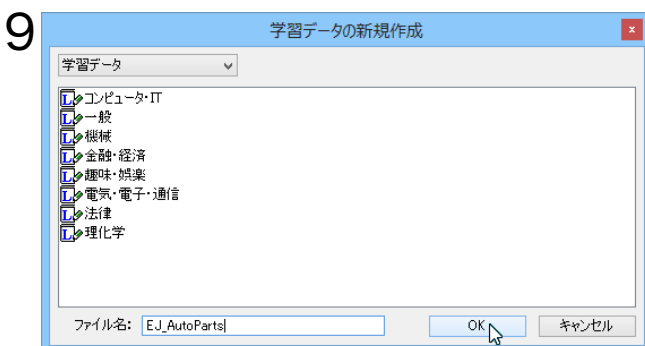 9
学習データの新規作成
x
学習データ
コンピュータ・IT
一般
機械
金融・経済
趣味・娯楽
電気・電子・通信
法律
理化学
ファイル名: EJ_AutoParts OK キャンセル